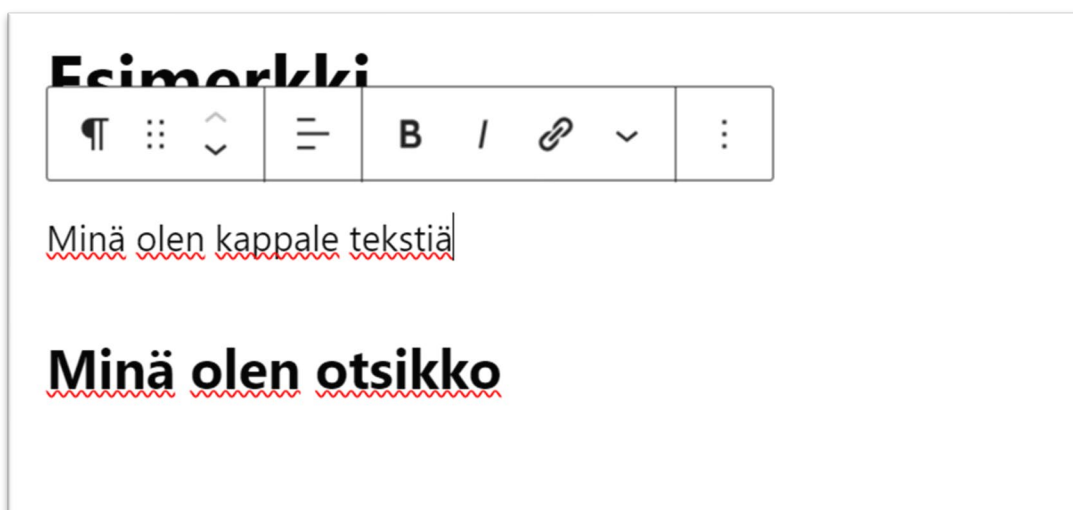 Esimerkki
B I
Minä olen kappale tekstiä
Minä olen otsikko